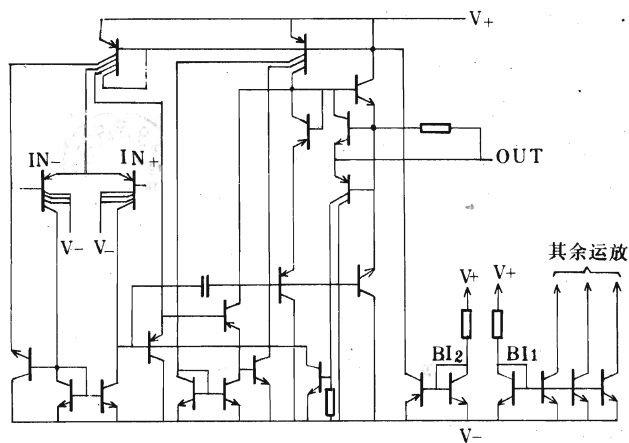 V+
IN-
IN+
OUT
V-
V-
其余运放
V+
V+
BI2
BI1
V-